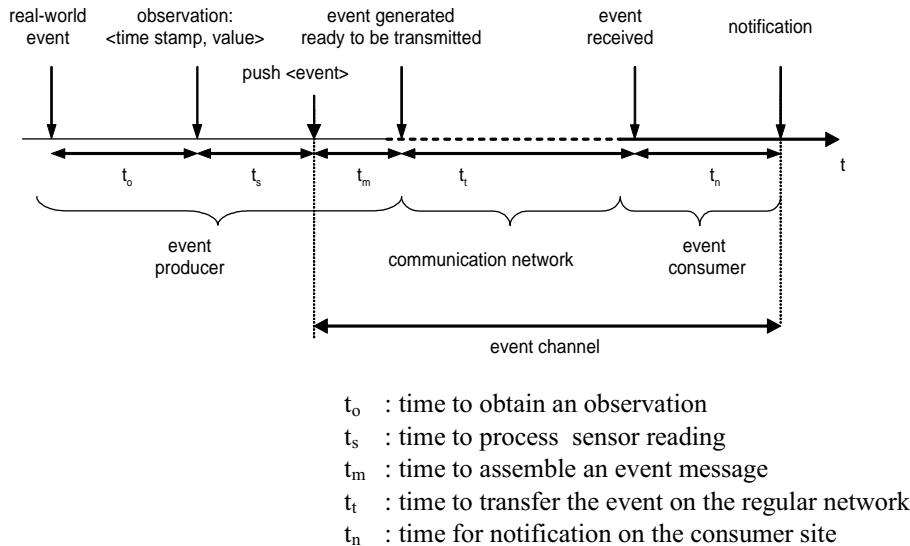 real-world
event
observation:
<time stamp, value>
push <event>
event generated
ready to be transmitted
event
received
notification
t
to
ts
tm
tt
tn
event
producer
communication network
event
consumer
event channel
to : time to obtain an observation
ts : time to process sensor reading
tm : time to assemble an event message
tt : time to transfer the event on the regular network
tn : time for notification on the consumer site